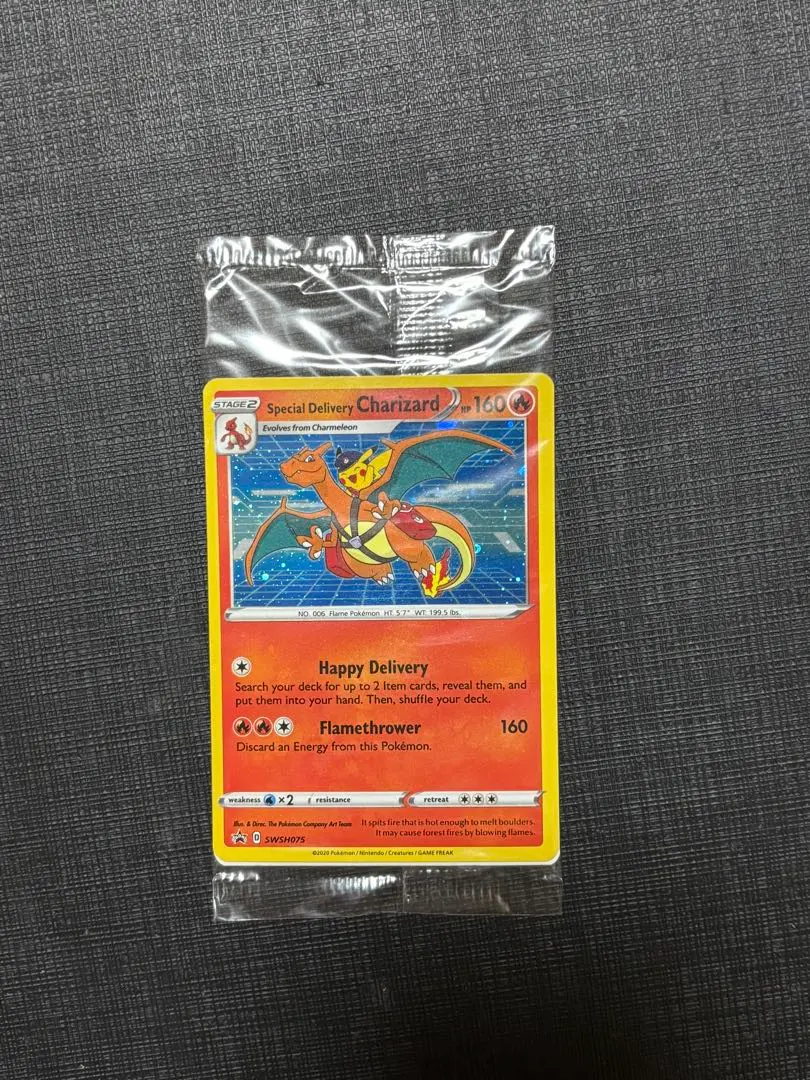 STAGE 2 Special Delivery Charizard HP 160
Evolves from Charmeleon
NO. 006 Flame Pokémon HT: 5'7" WT: 199.5 lbs.
Happy Delivery
Search your deck for up to 2 Item cards, reveal them, and
put them into your hand. Then, shuffle your deck.
Flamethrower 160
Discard an Energy from this Pokémon.
weakness ×2 resistance retreat
Illus. & Direc. The Pokémon Company Art Team
It spits fire that is hot enough to melt boulders.
It may cause forest fires by blowing flames.
D SWSH075
©2020 Pokémon / Nintendo / Creatures / GAME FREAK